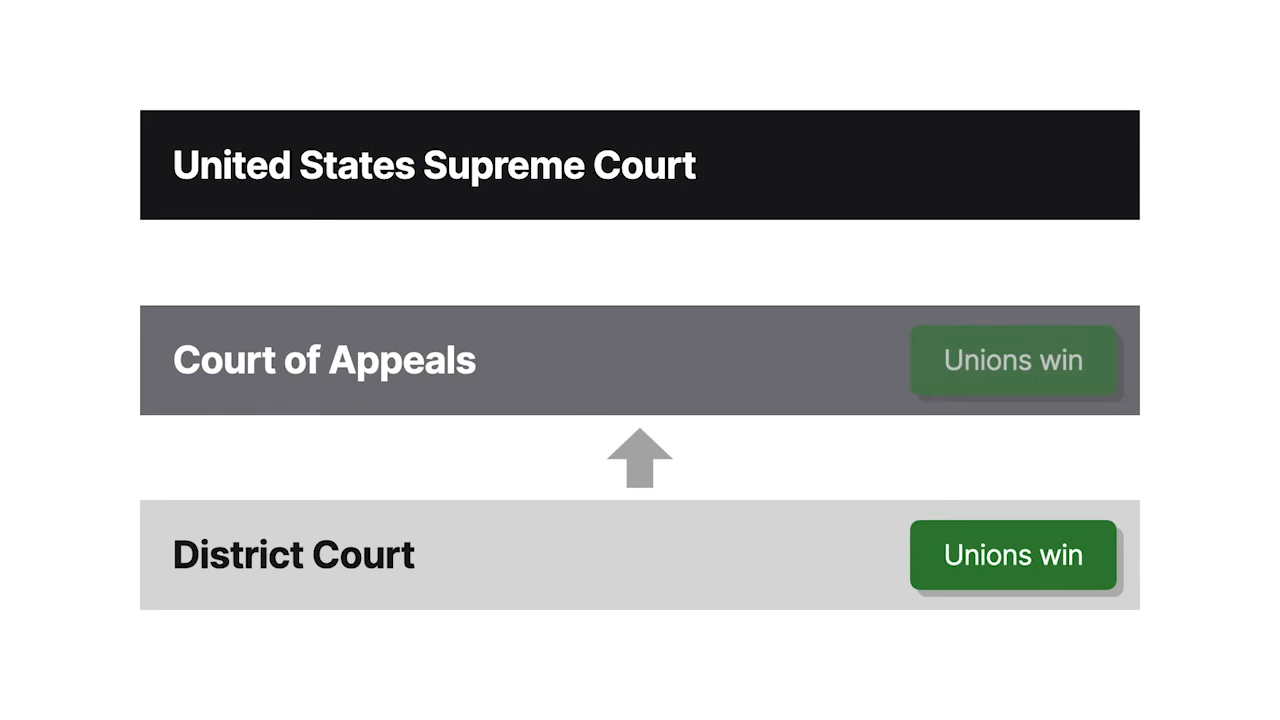 United States Supreme Court
Court of Appeals
Unions win
District Court
Unions win